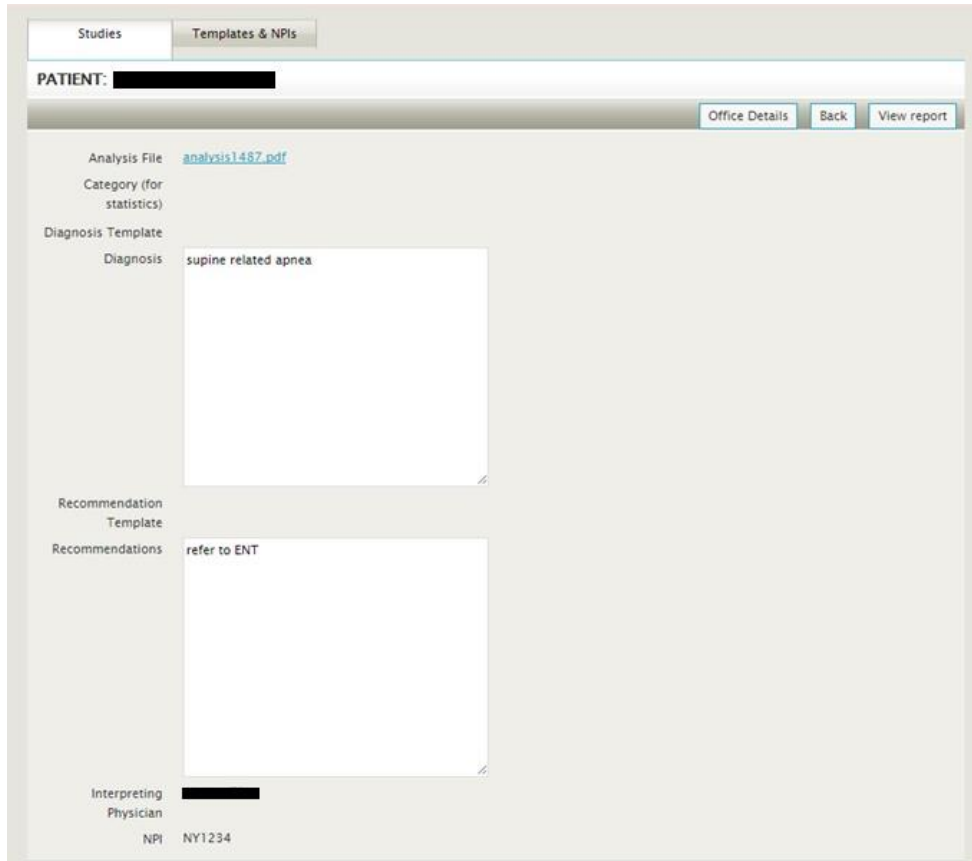 Studies Templates & NPIs
PATIENT:
Office Details Back View report
Analysis File analysis1487.pdf
Category (for
statistics)
Diagnosis Template
Diagnosis supine related apnea
Recommendation
Template
Recommendations refer to ENT
Interpreting
Physician
NPI NY1234